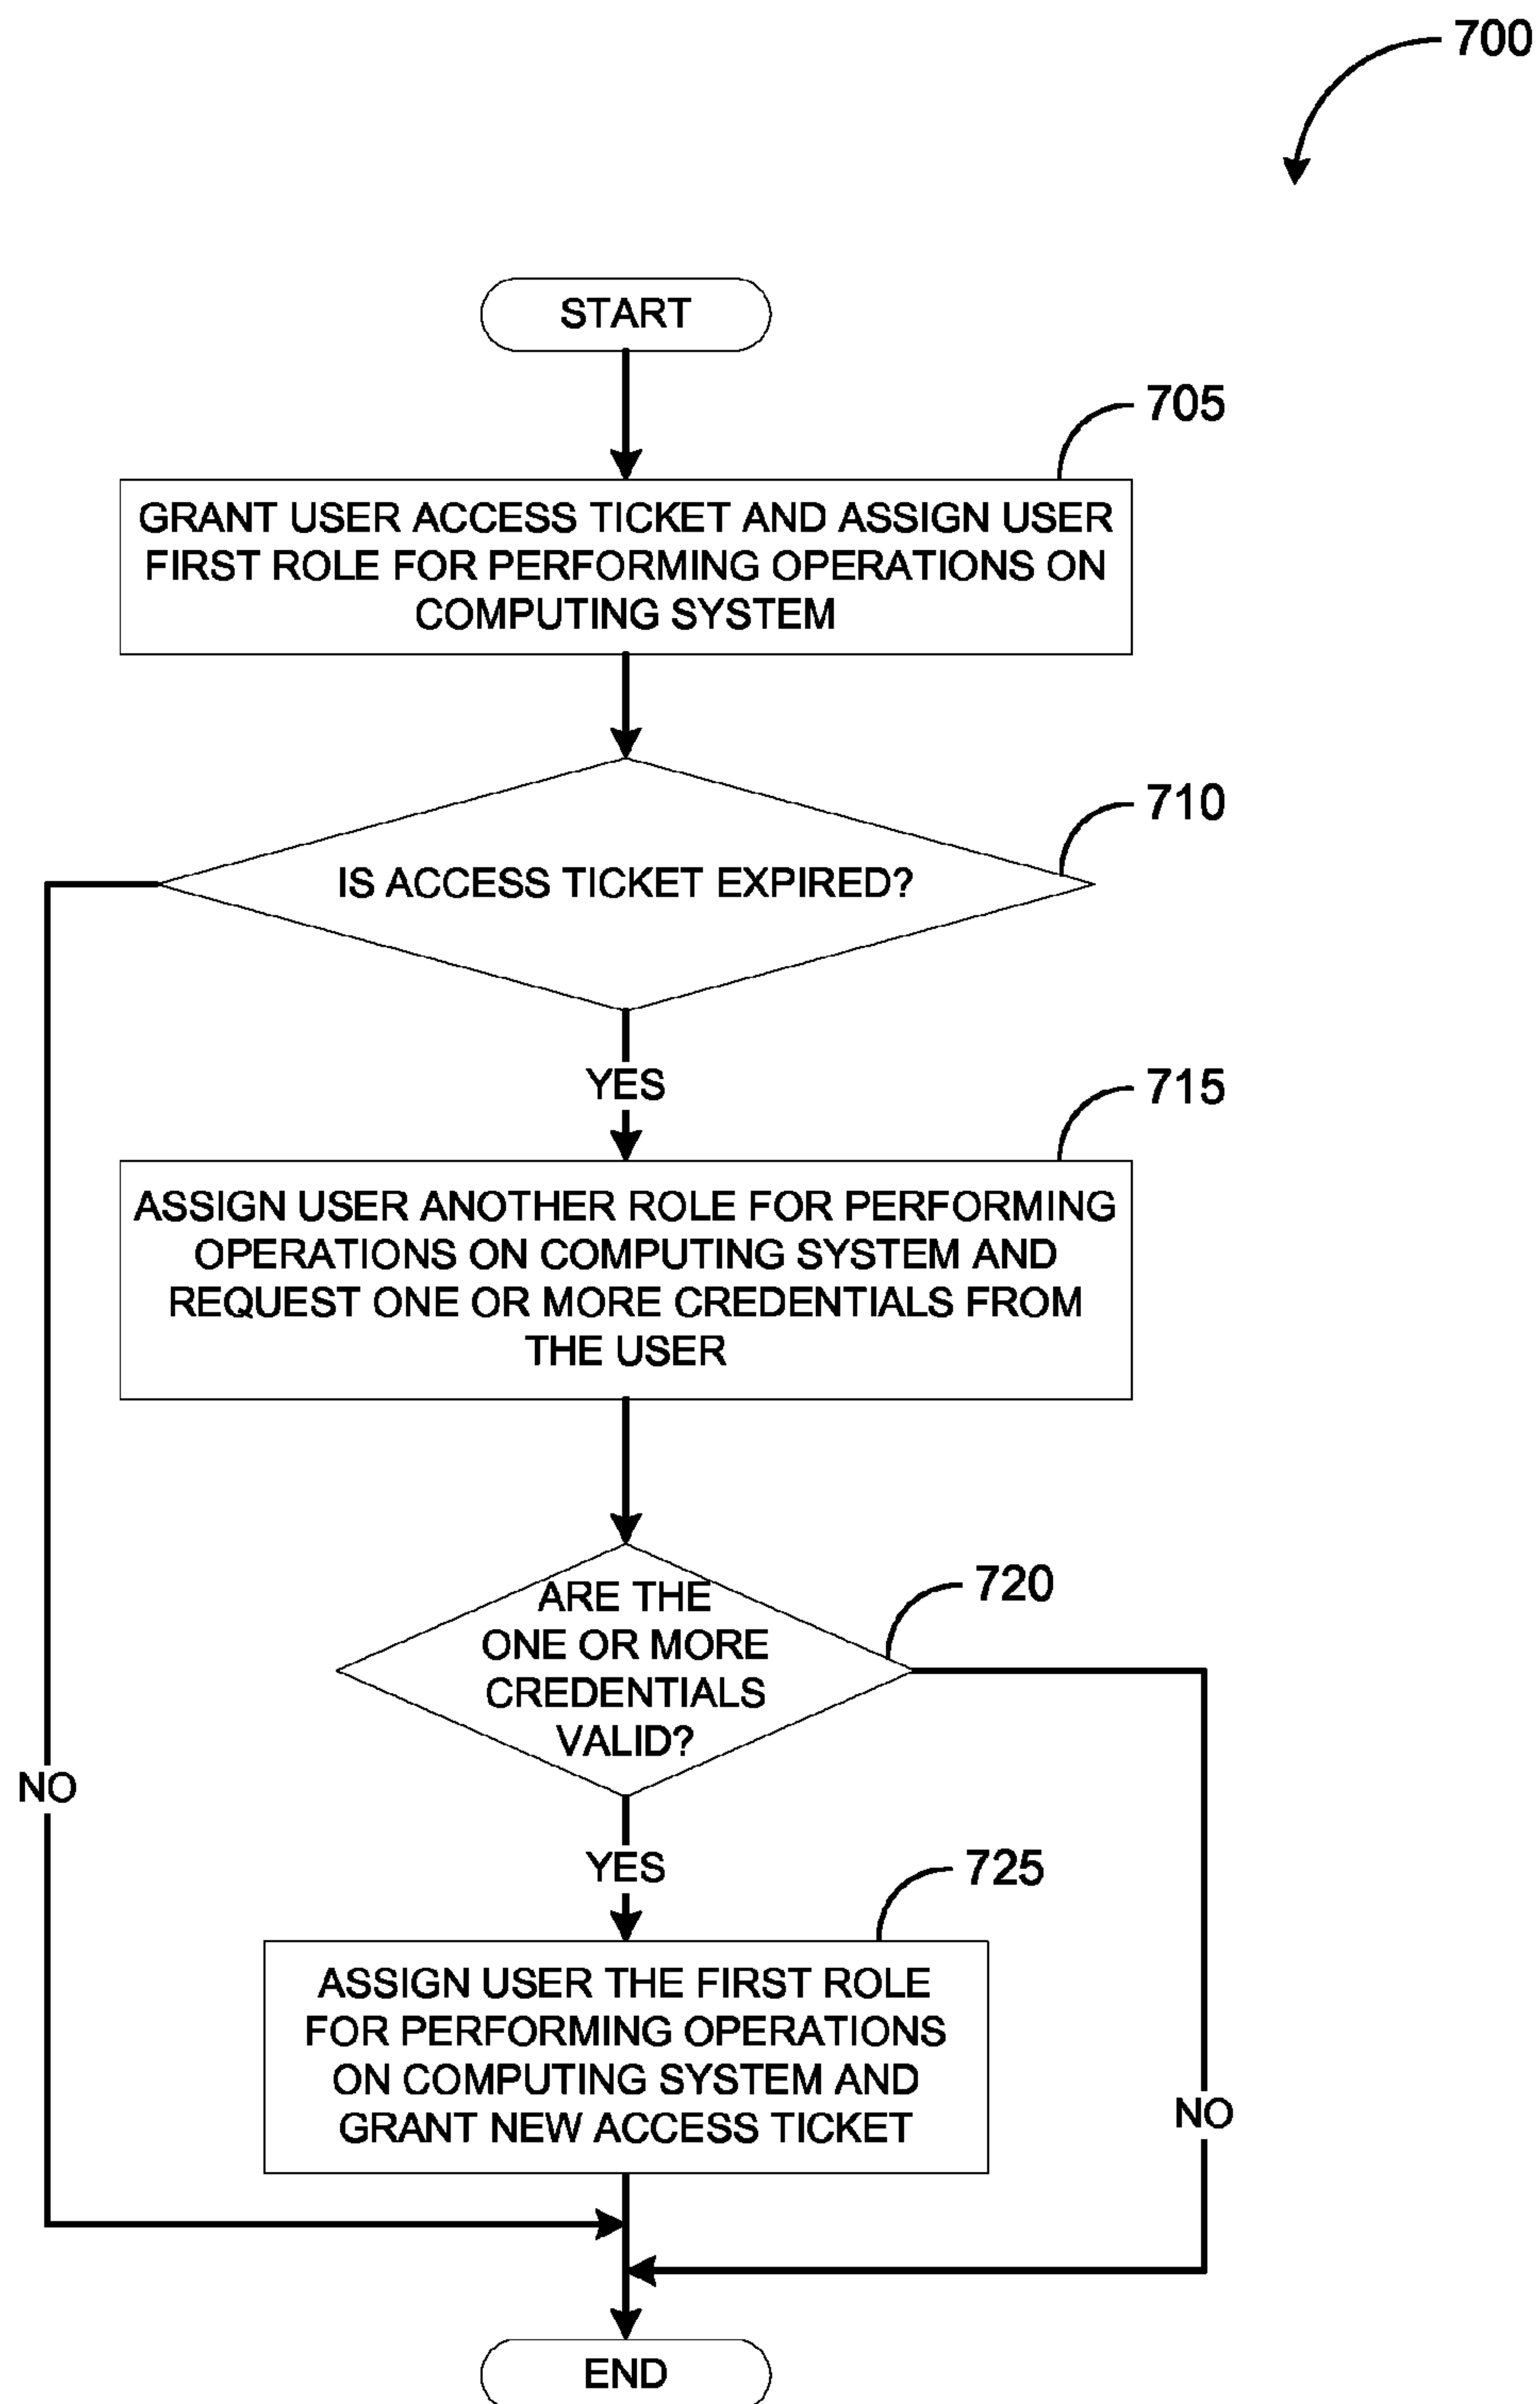 700
START
705
GRANT USER ACCESS TICKET AND ASSIGN USER
FIRST ROLE FOR PERFORMING OPERATIONS ON
COMPUTING SYSTEM
710
IS ACCESS TICKET EXPIRED?
YES
715
ASSIGN USER ANOTHER ROLE FOR PERFORMING
OPERATIONS ON COMPUTING SYSTEM AND
REQUEST ONE OR MORE CREDENTIALS FROM
THE USER
720
ARE THE
ONE OR MORE
CREDENTIALS
VALID?
NO
YES
725
ASSIGN USER THE FIRST ROLE
FOR PERFORMING OPERATIONS
ON COMPUTING SYSTEM AND
GRANT NEW ACCESS TICKET
NO
END